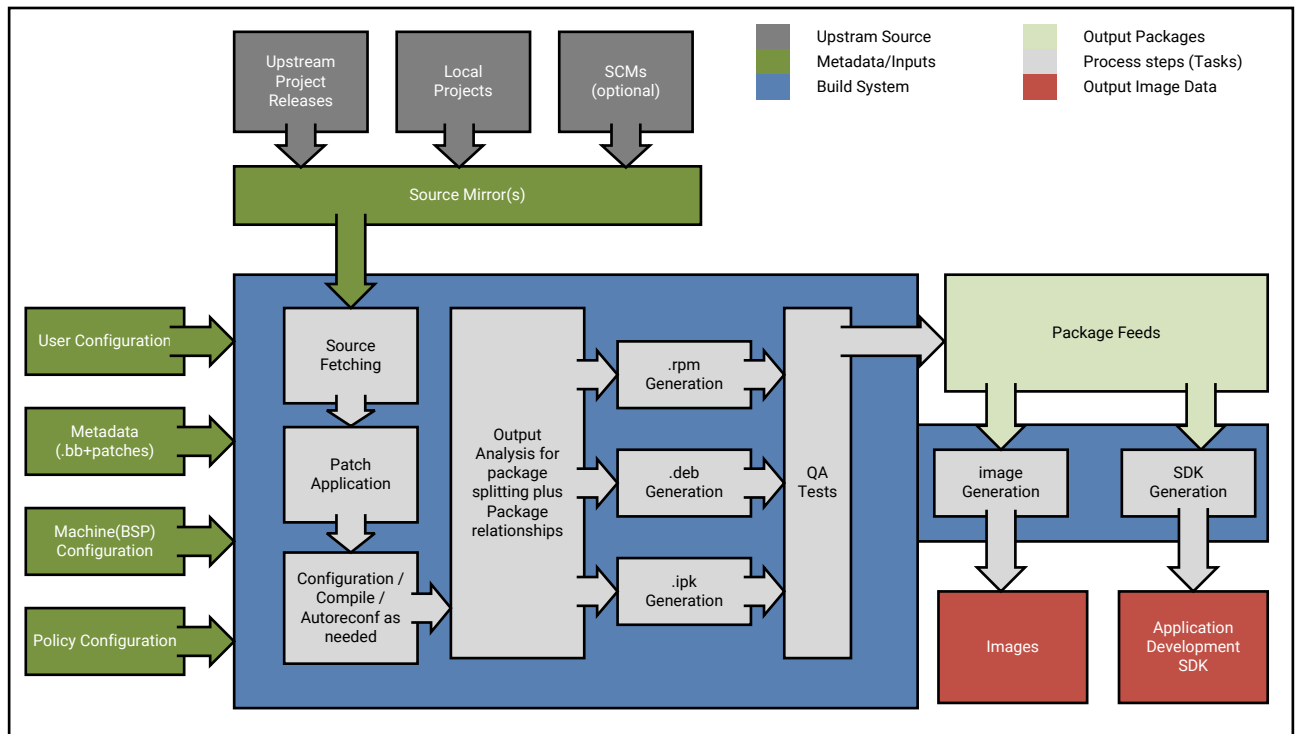 Upstream
Project
Releases
Local
Projects
SCMs
(optional)
Upstram Source
Metadata/Inputs
Build System
Output Packages
Process steps (Tasks)
Output Image Data
Source Mirror(s)
User Configuration
Metadata
(.bb+patches)
Machine(BSP)
Configuration
Policy Configuration
Source
Fetching
Patch
Application
Configuration /
Compile /
Autoreconf as
needed
Output
Analysis for
package
splitting plus
Package
relationships
.rpm
Generation
.deb
Generation
.ipk
Generation
QA
Tests
Package Feeds
image
Generation
SDK
Generation
Images
Application
Development
SDK